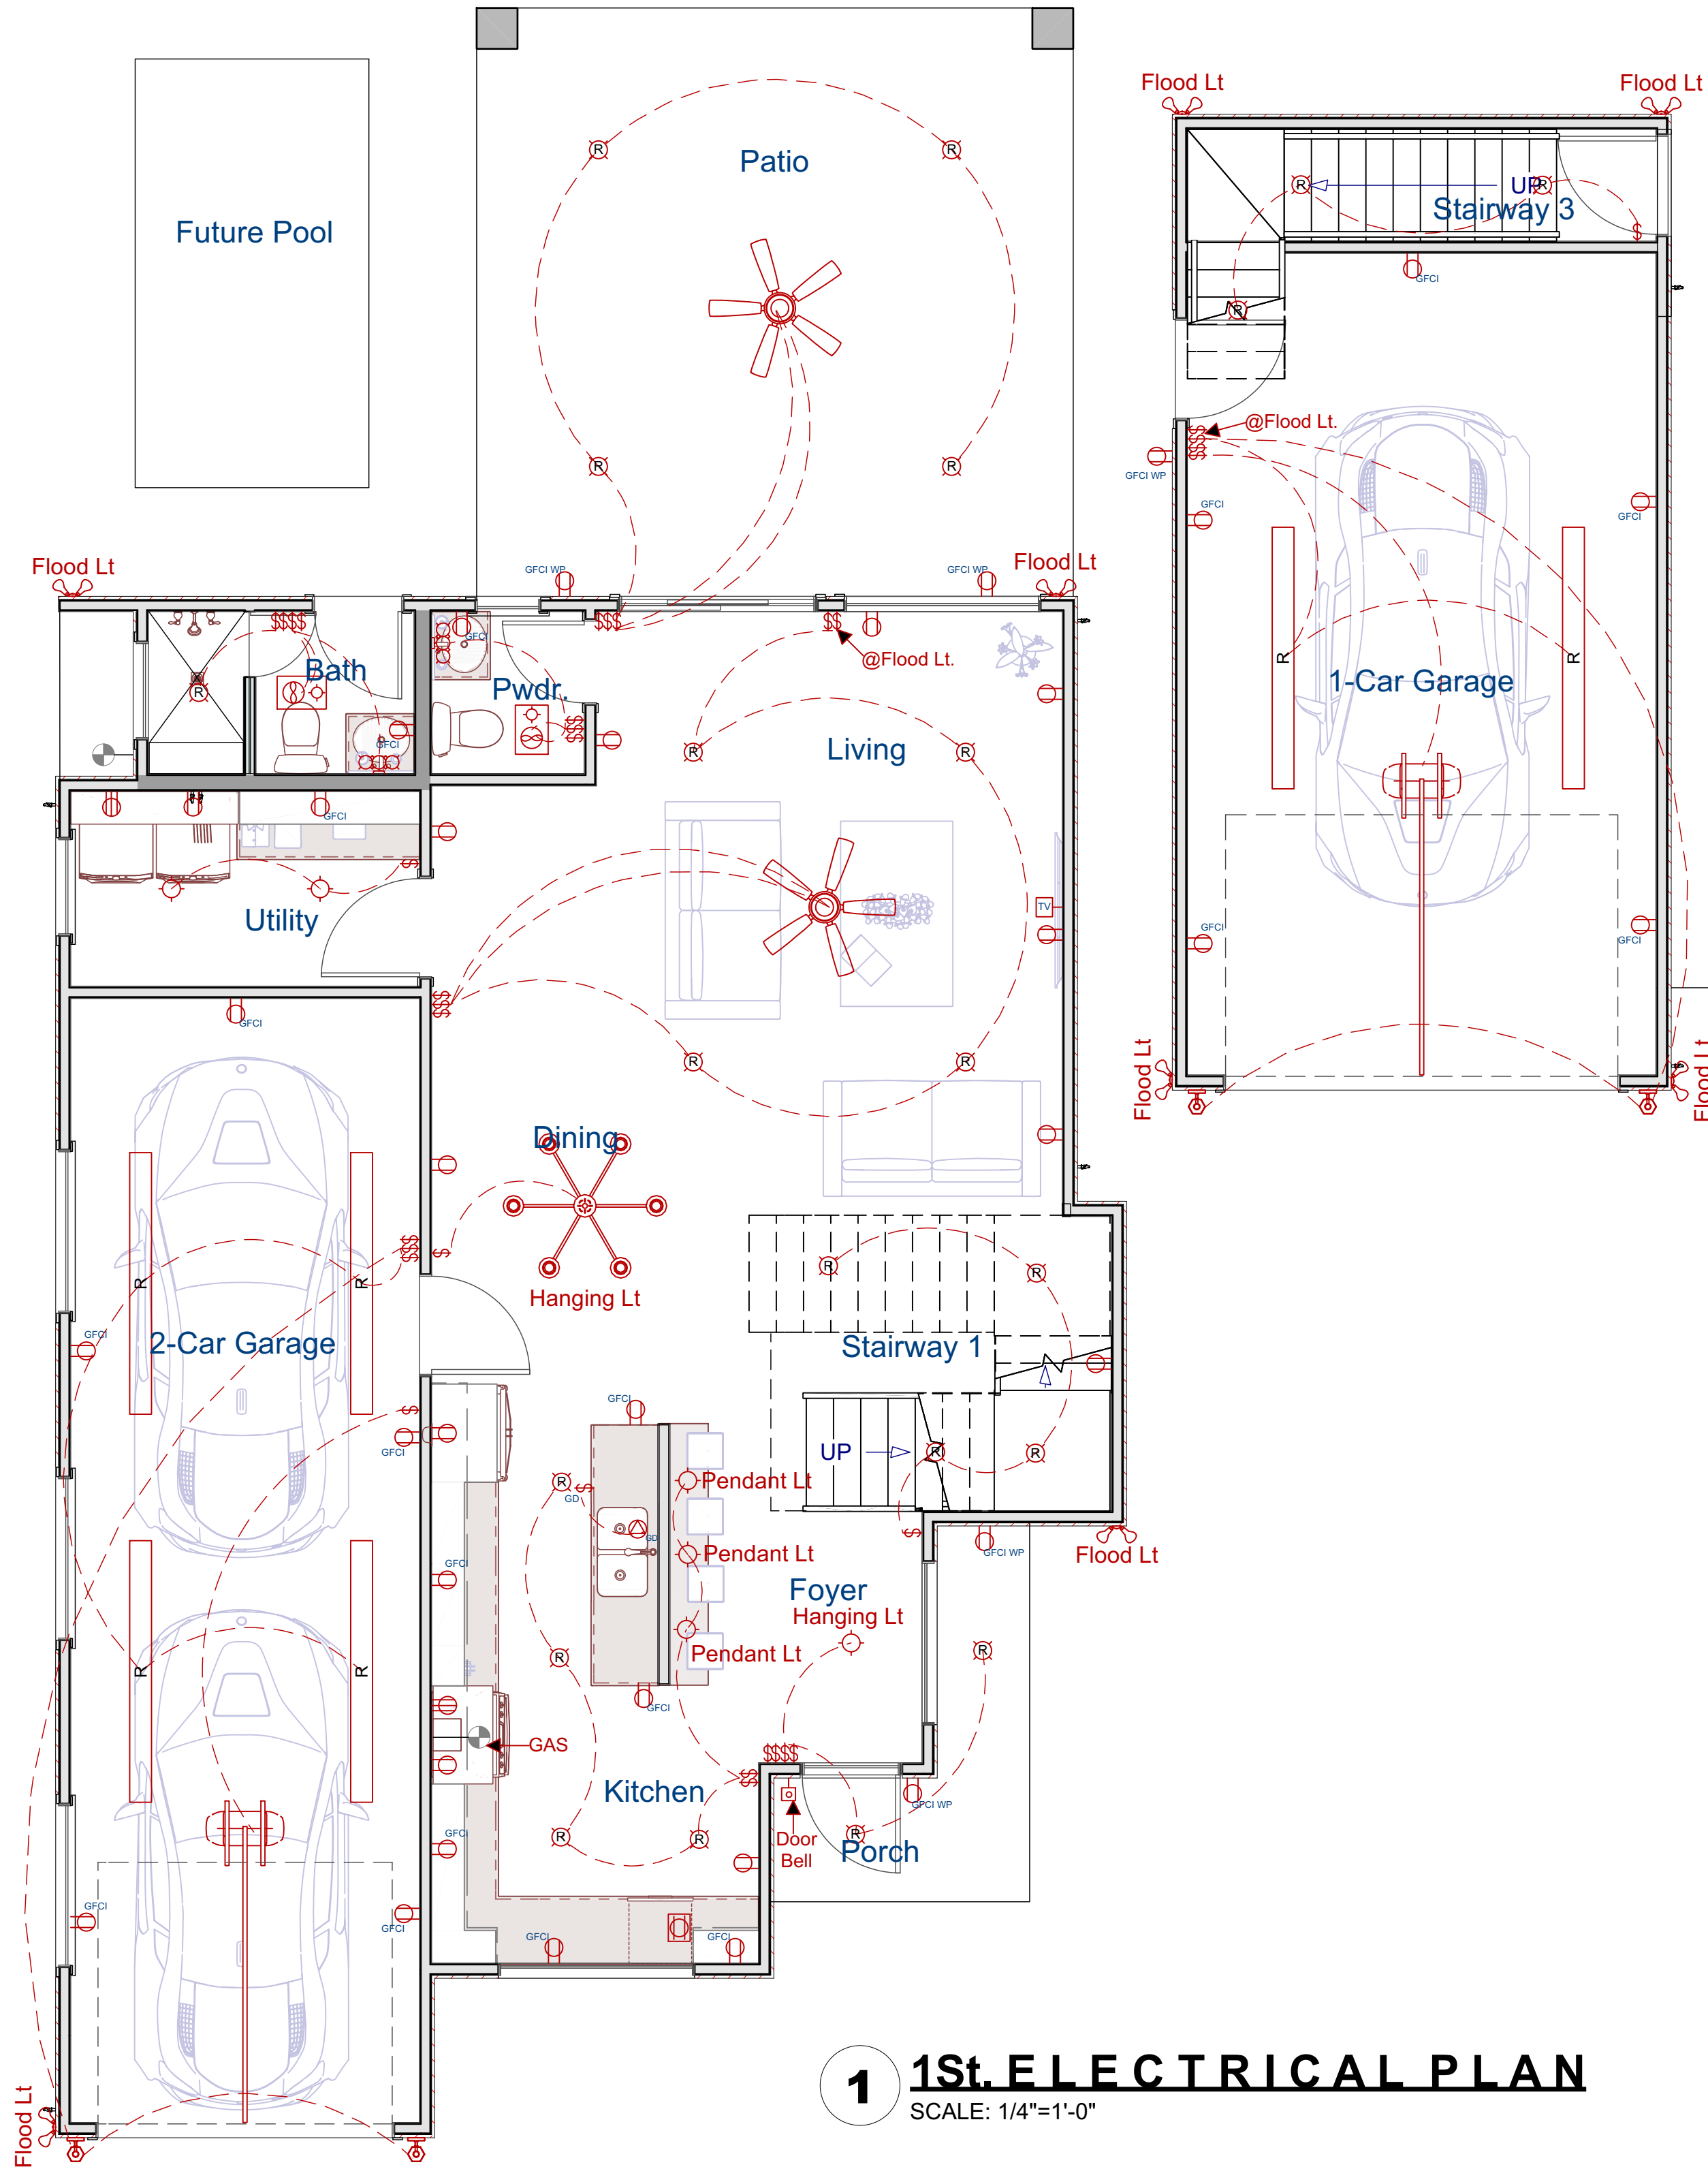 Flood Lt
Flood Lt
Patio
R
R
UP
R
R
Stairway 3
Future Pool
GFCI
R
@Flood Lt.
R
R
GFCI WP
GFCI
GFCI
Flood Lt
GFCI WP
GFCI WP
Flood Lt
$$$$
$$$
$$
GFCI
@Flood Lt.
Bath
Pwdr.
R
R
1-Car Garage
R
GFCI
Living
R
R
GFCI
Utility
TV
GFCI
GFCI
GFCI
R
R
Flood Lt
Flood Lt
Dining
R
R
Hanging Lt
R
R
GFCI
2-Car Garage
Stairway 1
GFCI
GFCI
UP
R
R
R
GD
Pendant Lt
GD
Pendant Lt
GFCI WP
Flood Lt
GFCI
Foyer
Hanging Lt
Pendant Lt
R
R
R
R
GFCI
GAS
$$$$
Kitchen
GFCI WP
Door
Bell
R
R
R
Porch
GFCI
GFCI
GFCI
GFCI
GFCI
1
1St. ELECTRICAL PLAN
SCALE: 1/4"=1'-0"
Flood Lt